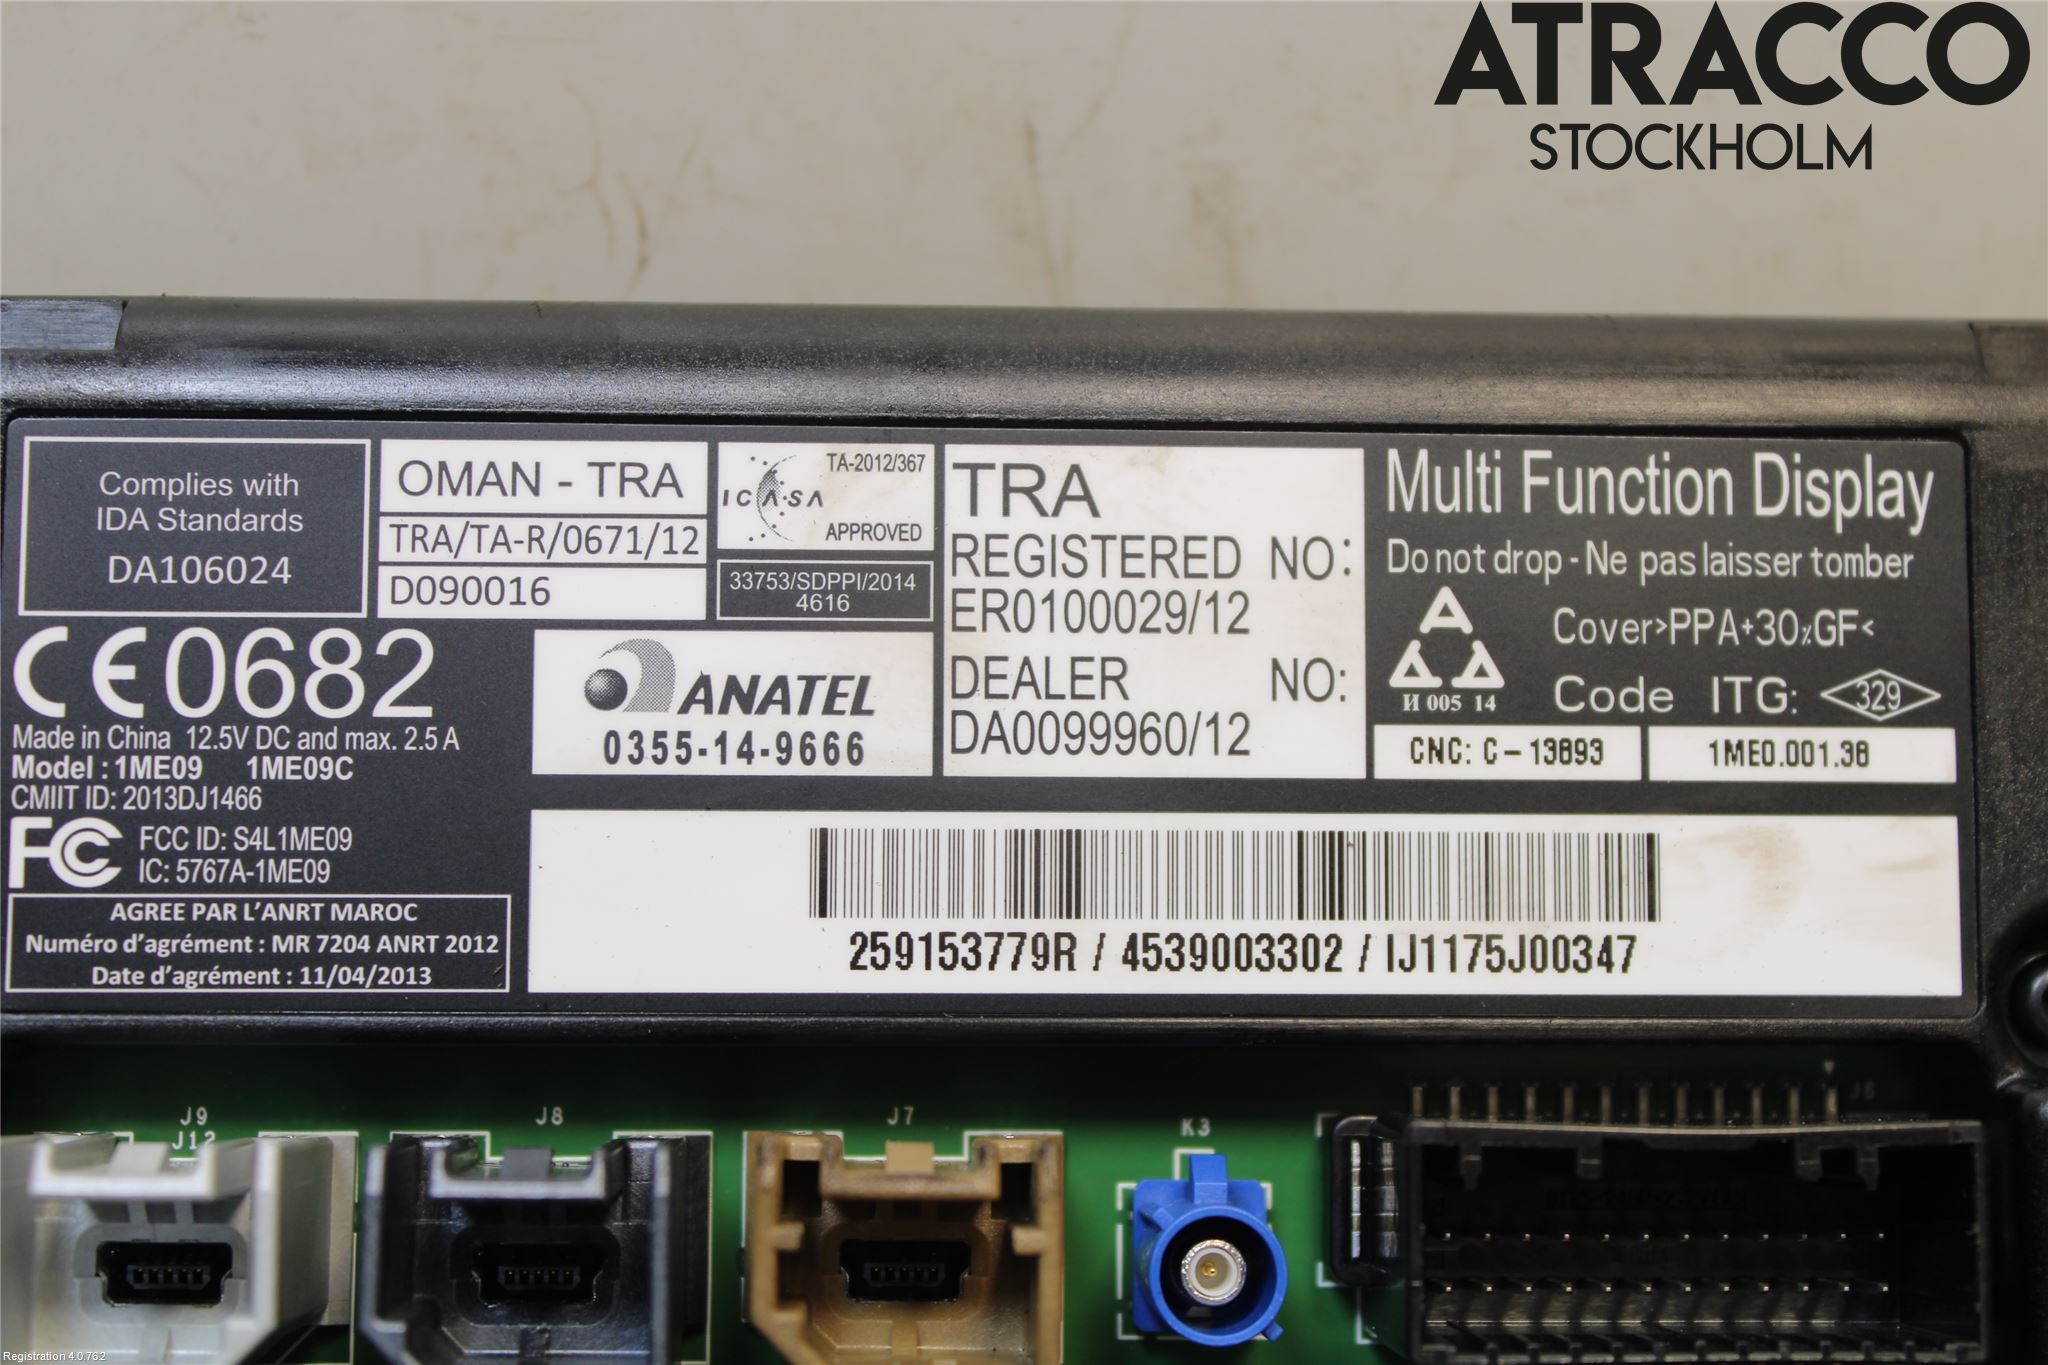 ATRACCO
STOCKHOLM
Complies with
IDA Standards
DA106024
OMAN - TRA
TRA/TA-R/0671/12
D090016
TA-2012/367
ICASA
APPROVED
33753/SDPPI/2014
4616
TRA
REGISTERED NO:
ER0100029/12
DEALER NO:
DA0099960/12
Multi Function Display
Do not drop - Ne pas laisser tomber
Cover>PPA+30%GF<
И 005 14
Code ITG: 329
CE0682
Made in China 12.5V DC and max. 2.5 A
Model : 1ME09 1ME09C
CMIIT ID: 2013DJ1466
FC FCC ID: S4L1ME09
IC: 5767A-1ME09
AGREE PAR L'ANRT MAROC
Numéro d'agrément : MR 7204 ANRT 2012
Date d'agrément : 11/04/2013
ANATEL
0355-14-9666
CNC: C-13893
1ME0.001.38
259153779R / 4539003302 / IJ1175J00347
J9
J12
J8
J7
K3
J6
Registration 4.0.762